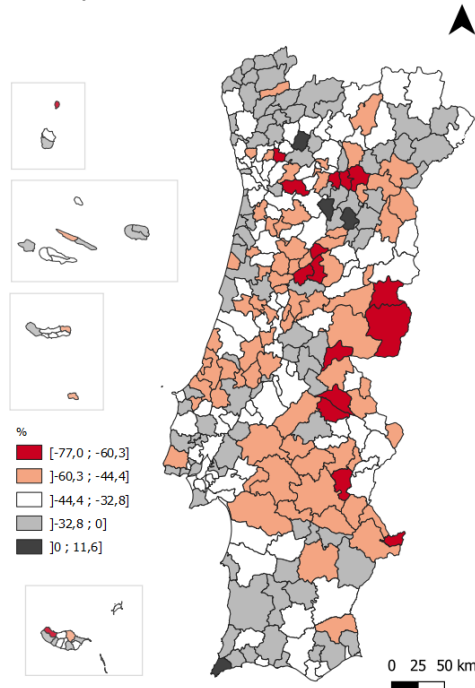 %
[-77,0 ; -60,3]
]-60,3 ; -44,4]
]-44,4 ; -32,8]
]-32,8 ; 0]
]0 ; 11,6]
0 25 50 km